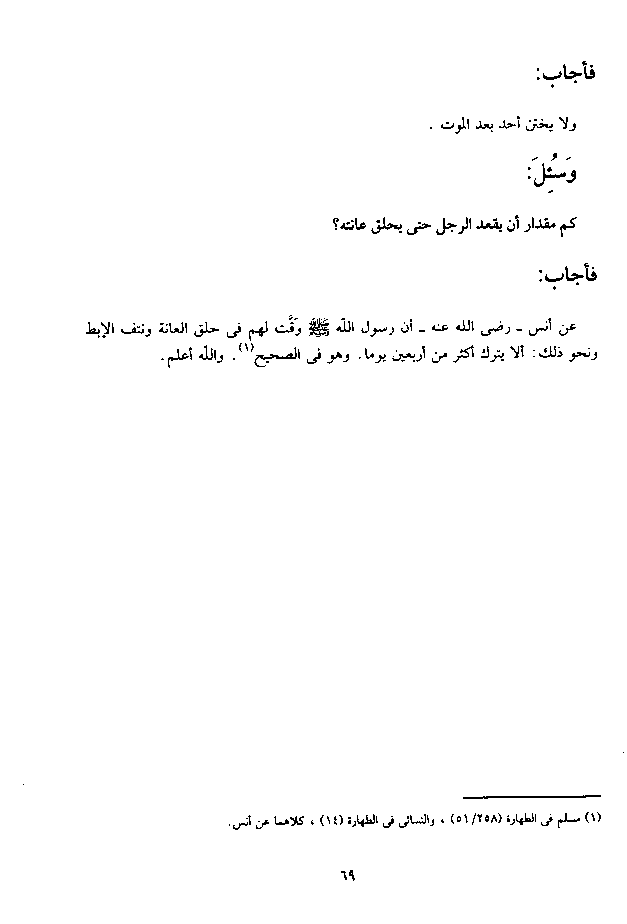 فأجاب:
ولا يختن أحد بعد الموت .
وَسُئِلَ:
كم مقدار أن يقعد الرجل حتى يحلق عانته؟
فأجاب:
عن أنس ـ رضى الله عنه ـ أن رسول الله ﷺ وَقَّت لهم فى حلق العانة ونتف الإبط
ونحو ذلك: ألا يترك أكثر من أربعين يوما. وهو فى الصحيح(١). والله أعلم.
(١) مسلم فى الطهارة (٢٥٨/ ٥١) ، والنسائى فى الطهارة (١٤) ، كلاهما عن أنس.
٦٩